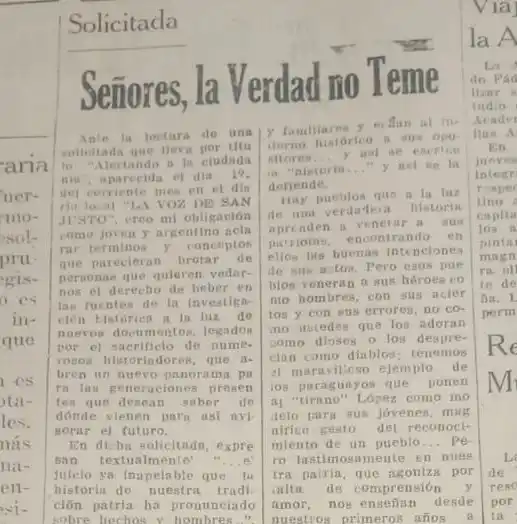 Solicitada
Señores, la Verdad no Teme
Ante la lectura de una
solicitada que lleva por títu
lo "Alertando a la ciudada
nía", aparecida el día 19,
del corriente mes en el dia
rio local "LA VOZ DE SAN
JUSTO", creo mi obligación
como joven y argentino acla
rar términos y conceptos
que parecieran brotar de
personas que quieren vedar-
nos el derecho de beber en
las fuentes de la investiga-
ción histórica a la luz de
nuevos documentos, legados
por el sacrificio de nume-
rosos historiadores, que a-
bren un nuevo panorama pa
ra las generaciones presen
tes que desean saber de
dónde vienen para así avi-
sorar el futuro.
En dicha solicitada, expre
san textualmente "...el
juicio ya inapelable que la
historia de nuestra tradi-
ción patria ha pronunciado
sobre hechos y hombres..".
y familiares y al in-
histórico a sus opo-
sitores... y así se escribe
la "historia..." y así se la
defiende.
Hay pueblos que a la luz
de una verdadera historia
aprenden a venerar a sus
patriotas, encontrando en
ellos las buenas intenciones
de sus actos. Pero esos pue
blos veneran a sus héroes co
mo hombres, con sus acier
tos y con sus errores, no co-
mo ustedes que los adoran
como dioses o los despre-
cian como diablos; tenemos
el maravilloso ejemplo de
los paraguayos que ponen
al "tirano" López como mo
delo para sus jóvenes, mag
nífico gesto del reconoci-
miento de un pueblo... Pe-
ro lastimosamente en nues
tra patria, que agoniza por
falta de comprensión y
amor, nos enseñan desde
nuestros primeros años a
raria
que
les.
la A
Re